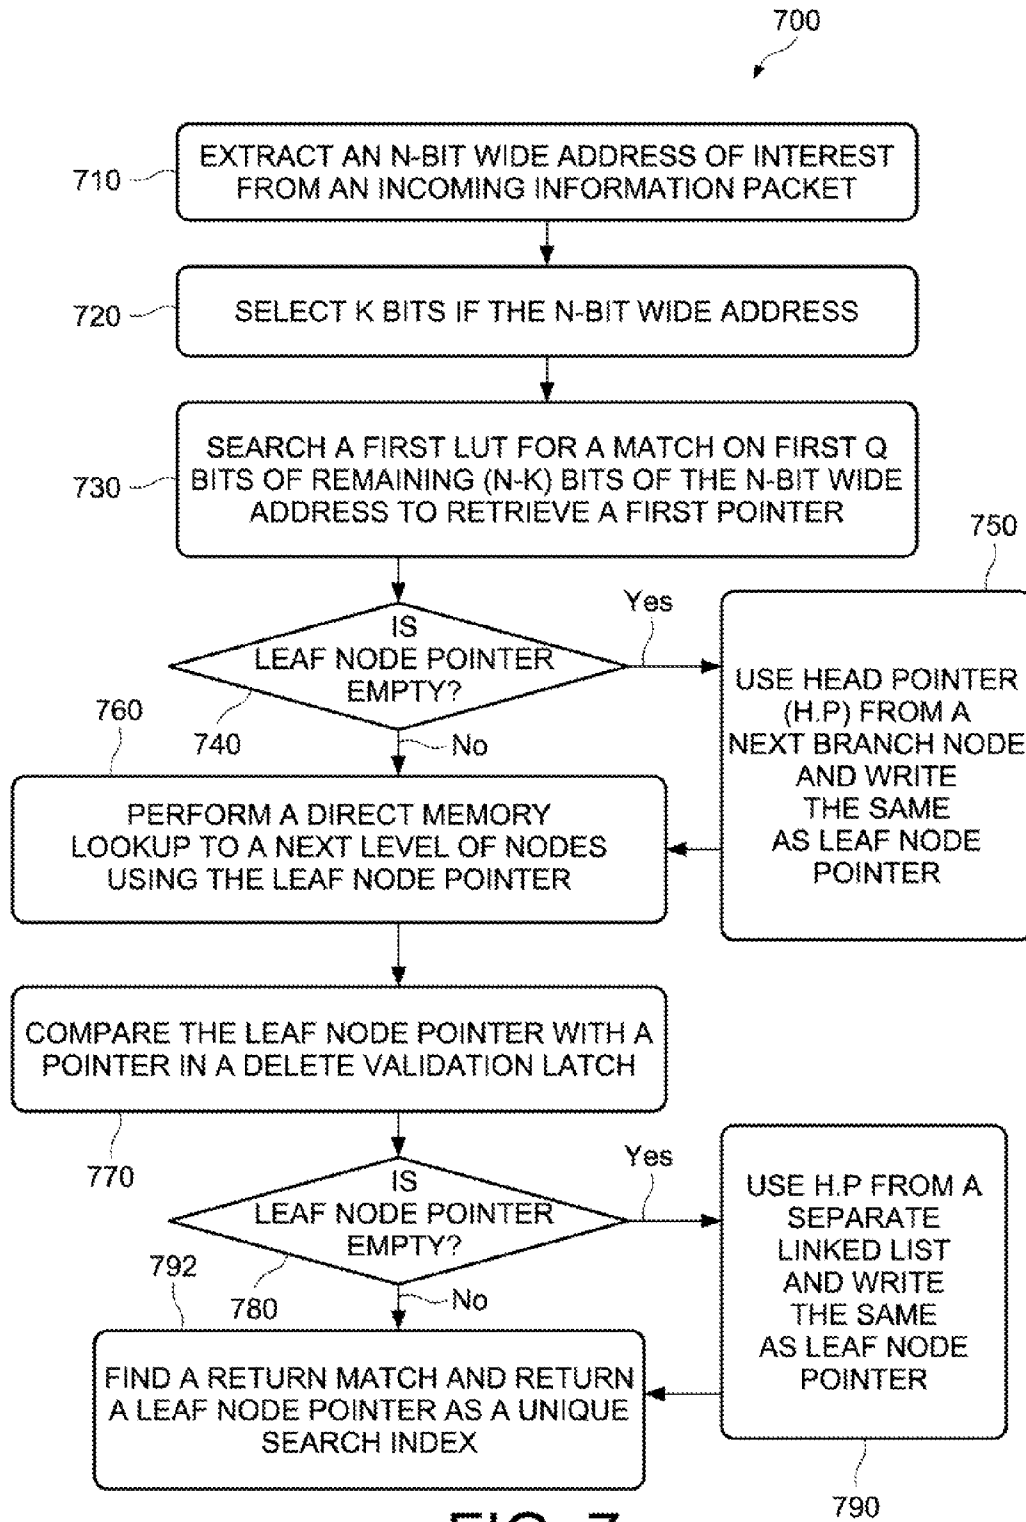 700
710
EXTRACT AN N-BIT WIDE ADDRESS OF INTEREST
FROM AN INCOMING INFORMATION PACKET
720
SELECT K BITS IF THE N-BIT WIDE ADDRESS
730
SEARCH A FIRST LUT FOR A MATCH ON FIRST Q
BITS OF REMAINING (N-K) BITS OF THE N-BIT WIDE
ADDRESS TO RETRIEVE A FIRST POINTER
740
IS
LEAF NODE POINTER
EMPTY?
Yes
No
750
USE HEAD POINTER
(H.P) FROM A
NEXT BRANCH NODE
AND WRITE
THE SAME
AS LEAF NODE
POINTER
760
PERFORM A DIRECT MEMORY
LOOKUP TO A NEXT LEVEL OF NODES
USING THE LEAF NODE POINTER
COMPARE THE LEAF NODE POINTER WITH A
POINTER IN A DELETE VALIDATION LATCH
770
IS
LEAF NODE POINTER
EMPTY?
780
Yes
No
USE H.P FROM A
SEPARATE
LINKED LIST
AND WRITE
THE SAME
AS LEAF NODE
POINTER
790
792
FIND A RETURN MATCH AND RETURN
A LEAF NODE POINTER AS A UNIQUE
SEARCH INDEX
FIG. 7